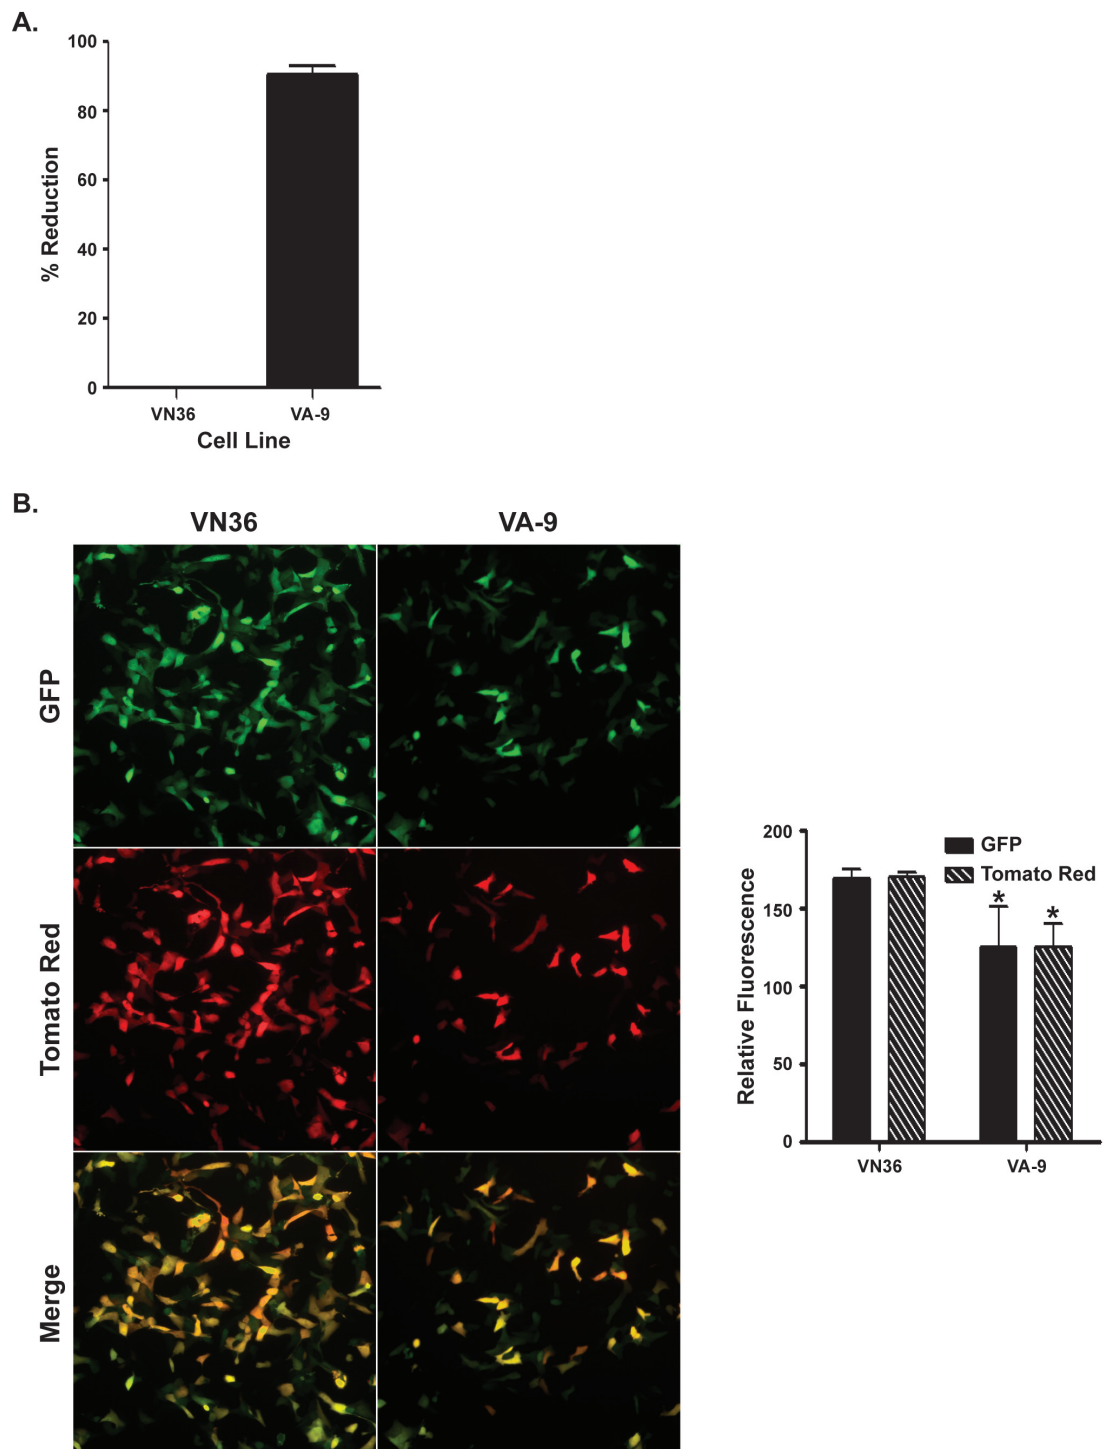 A.
100
80
60
40
20
0
% Reduction
VN36
VA-9
Cell Line
B.
VN36
VA-9
GFP
Tomato Red
Merge
200
150
100
50
0
Relative Fluorescence
GFP
Tomato Red
*
*
VN36
VA-9